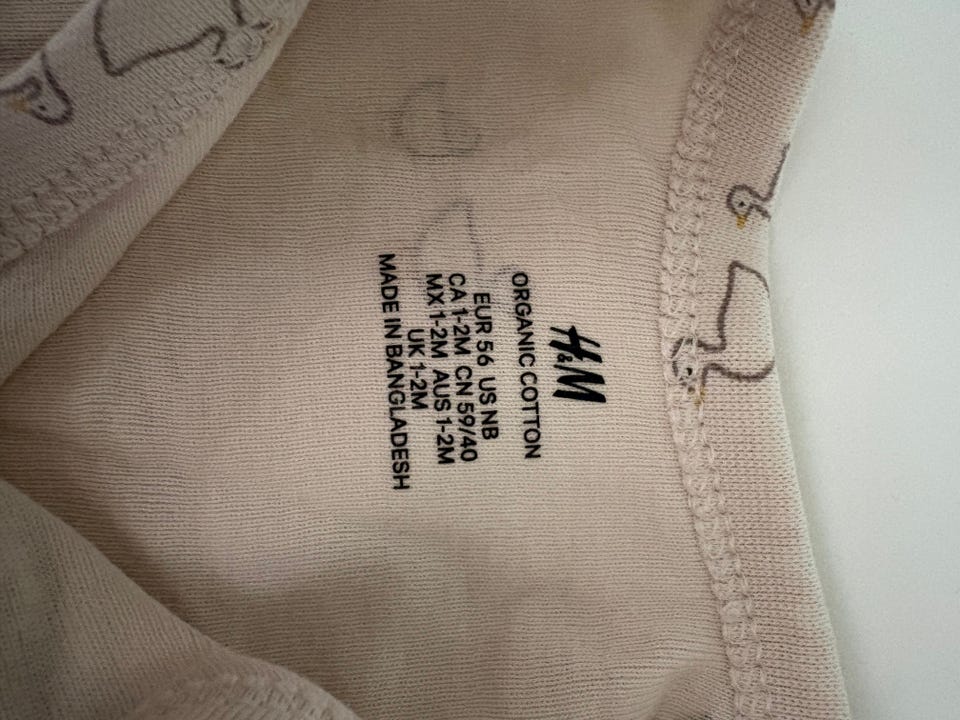 H&M
ORGANIC COTTON
EUR 56 US NB
CA 1-2M CN 59/40
MX 1-2M AUS 1-2M
UK 1-2M
MADE IN BANGLADESH